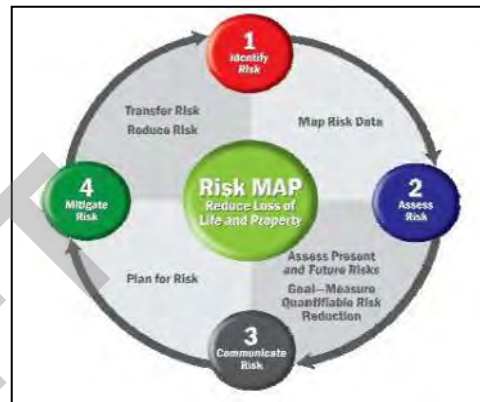 1
Identify
Risk
Transfer Risk
Reduce Risk
Map Risk Data
4
Mitigate
Risk
Risk MAP
Reduce Loss of
Life and Property
2
Assess
Risk
Plan for Risk
Assess Present
and Future Risks
Goal—Measure
Quantifiable Risk
Reduction
3
Communicate
Risk